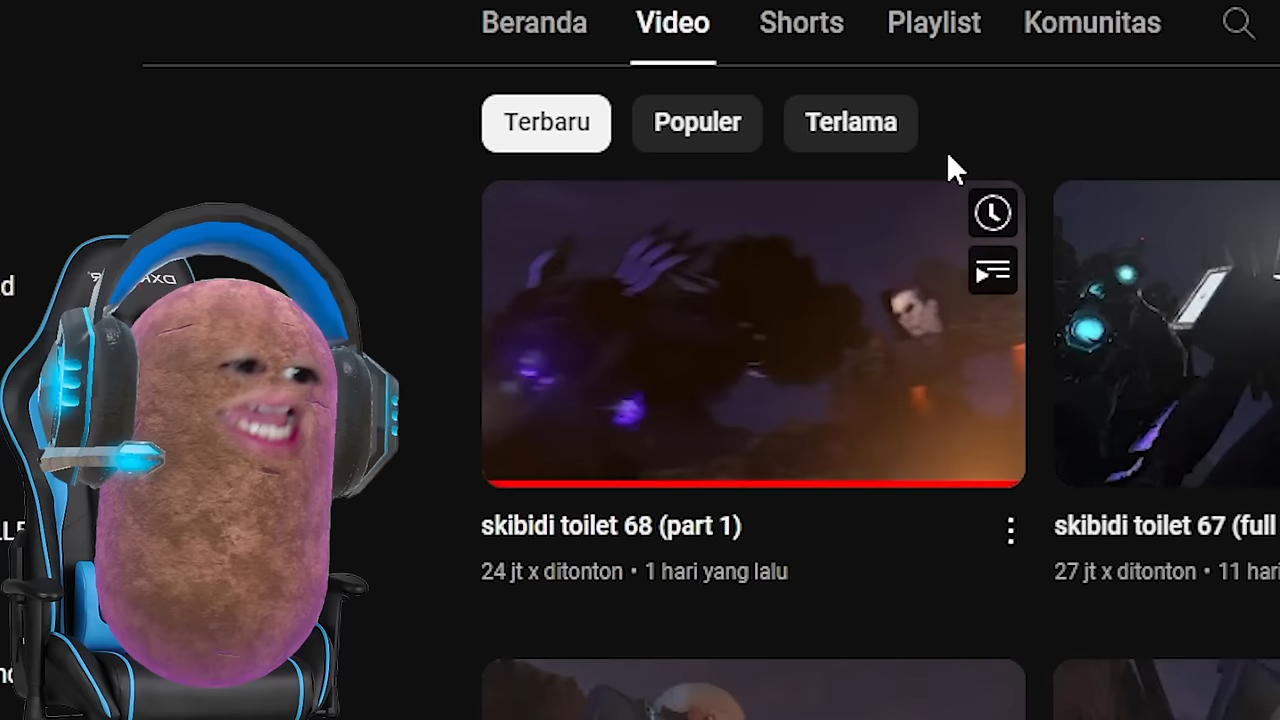 Beranda Video Shorts Playlist Komunitas
Terbaru Populer Terlama
skibidi toilet 68 (part 1)
24 jt x ditonton • 1 hari yang lalu
skibidi toilet 67 (full
27 jt x ditonton • 11 hari